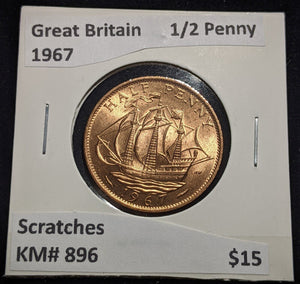 Great Britain 1/2 Penny
1967
HALF PENNY
1967
Scratches
KM# 896 $15